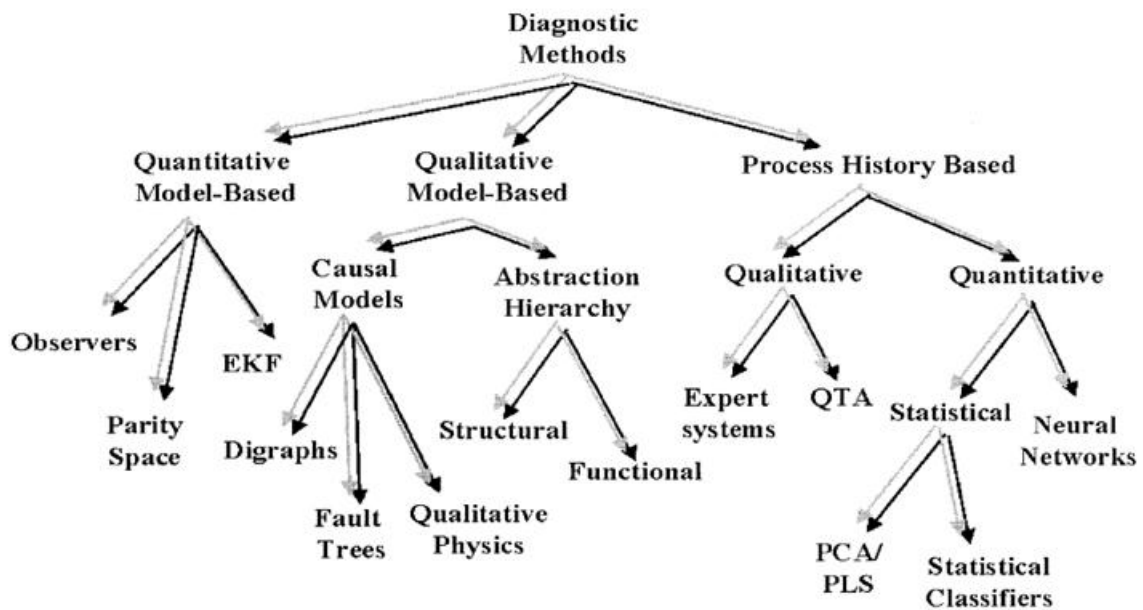 Diagnostic
Methods
Quantitative
Model-Based
Qualitative
Model-Based
Process History Based
Causal
Models
Abstraction
Hierarchy
Qualitative
Quantitative
Observers
EKF
Parity
Space
Digraphs
Fault
Trees
Qualitative
Physics
Structural
Functional
Expert
systems
QTA
Statistical
Neural
Networks
PCA/
PLS
Statistical
Classifiers